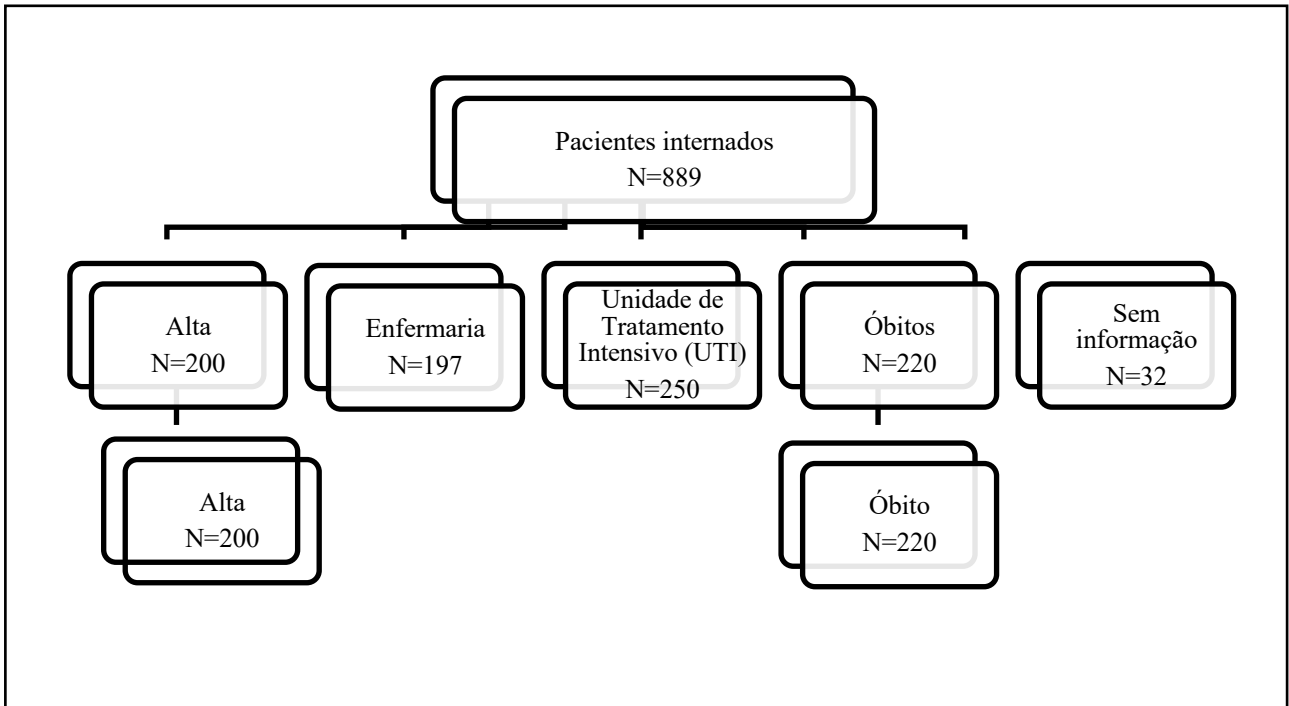 Pacientes internados
N=889
Alta
N=200
Enfermaria
N=197
Unidade de
Tratamento
Intensivo (UTI)
N=250
Óbitos
N=220
Sem
informação
N=32
Alta
N=200
Óbito
N=220